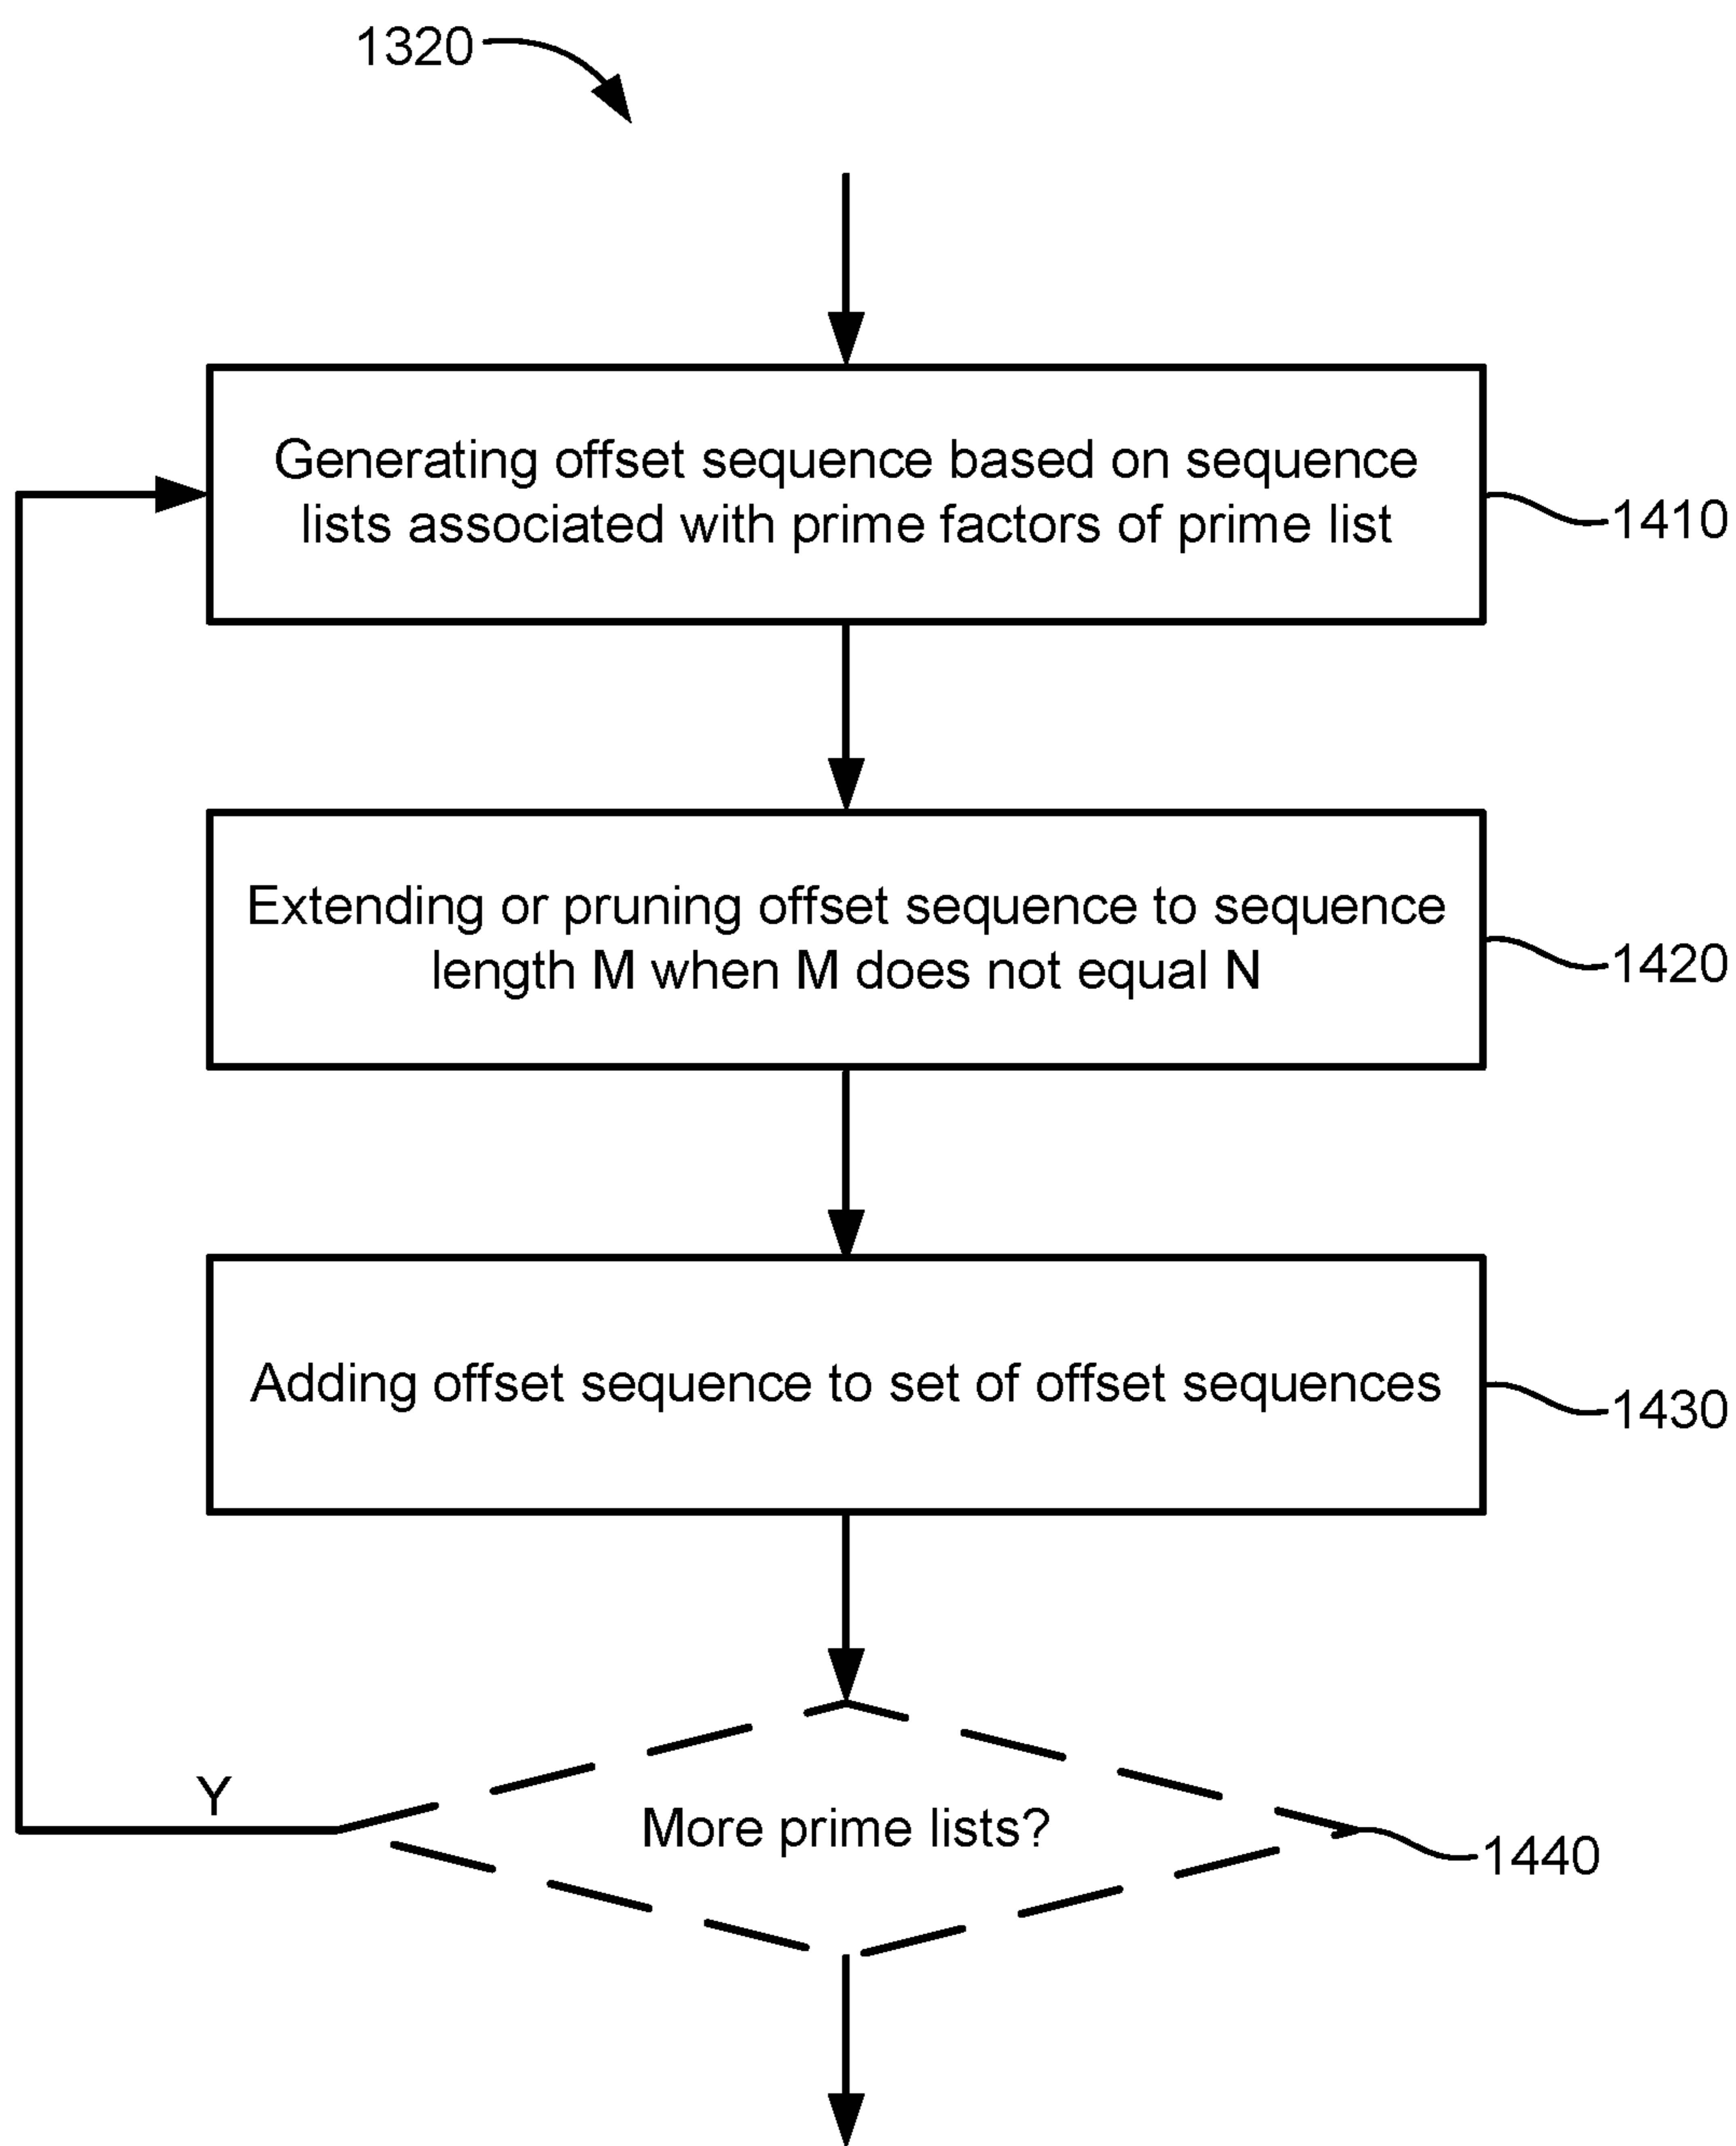 1320
Generating offset sequence based on sequence
lists associated with prime factors of prime list
1410
Extending or pruning offset sequence to sequence
length M when M does not equal N
1420
Adding offset sequence to set of offset sequences
1430
Y
More prime lists?
1440